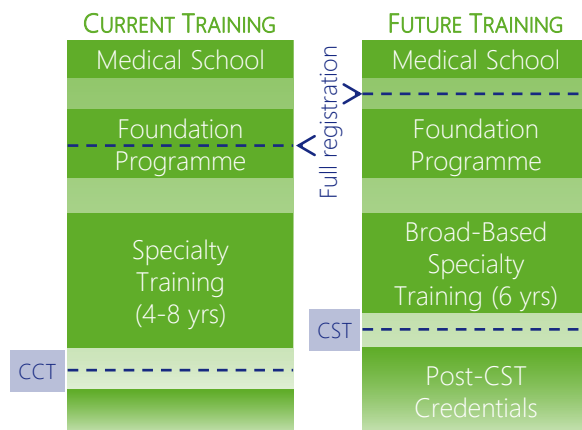 CURRENT TRAINING
Medical School
Foundation
Programme
Specialty
Training
(4-8 yrs)
CCT
Full registration
FUTURE TRAINING
Medical School
Foundation
Programme
Broad-Based
Specialty
Training (6 yrs)
CST
Post-CST
Credentials